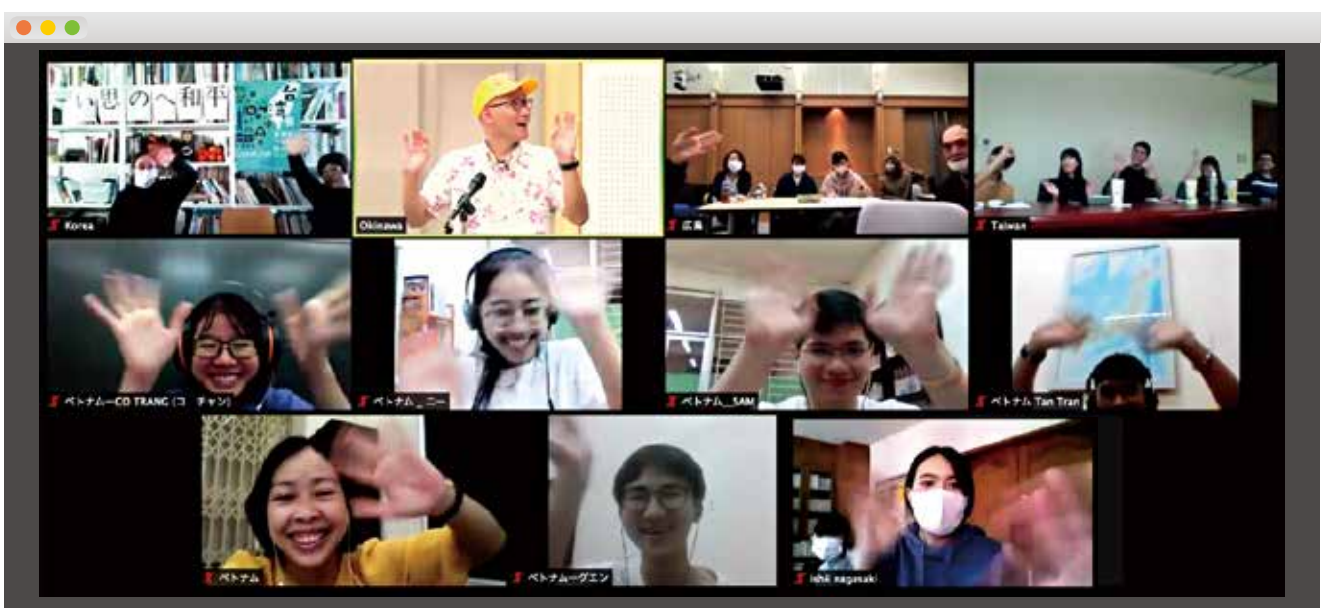 い思のへ和平
台湾
Korea
Okinawa
広島
Taiwan
ベトナムーCO TRANG (コ　チャン)
ベトナム_ニー
ベトナム__SAM
ベトナム Tan Tran
ベトナム
ベトナムーグエン
Ishii nagasaki